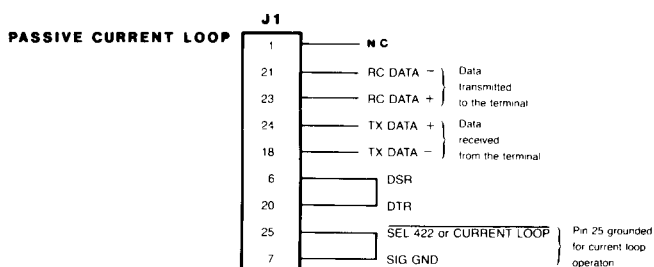 J1
PASSIVE CURRENT LOOP
1 NC
21 RC DATA − Data
transmitted
23 RC DATA + to the terminal
24 TX DATA + Data
received
18 TX DATA − from the terminal
6 DSR
20 DTR
25 SEL 422 or CURRENT LOOP Pin 25 grounded
for current loop
7 SIG GND operaton